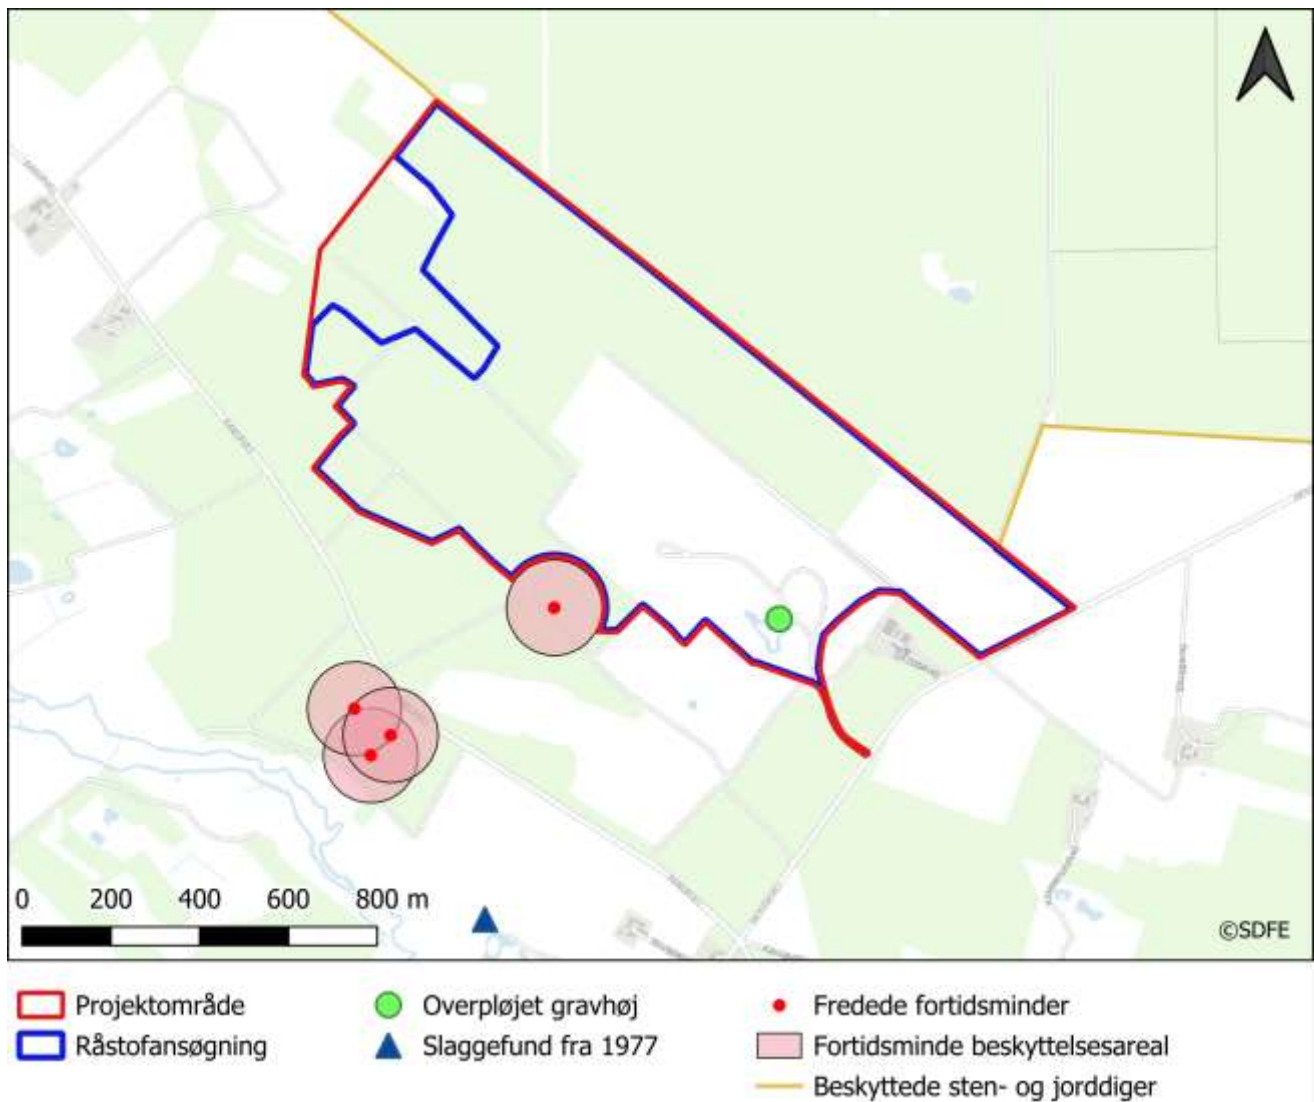 0 200 400 600 800 m
©SDFE
Projektområde
Råstofansøgning
Overpløjet gravhøj
Slaggefund fra 1977
Fredede fortidsminder
Fortidsminde beskyttelsesareal
Beskyttede sten- og jorddiger